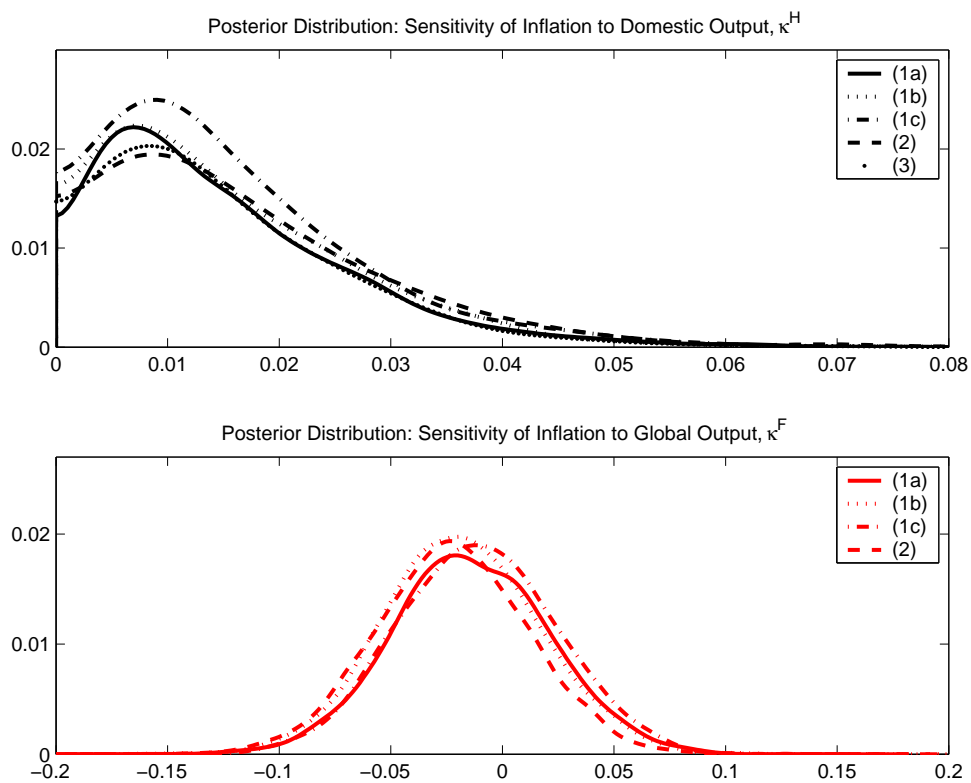 Posterior Distribution: Sensitivity of Inflation to Domestic Output, κ^H
(1a)
(1b)
(1c)
(2)
(3)
0.02
0.01
0
0 0.01 0.02 0.03 0.04 0.05 0.06 0.07 0.08
Posterior Distribution: Sensitivity of Inflation to Global Output, κ^F
(1a)
(1b)
(1c)
(2)
0.02
0.01
0
−0.2 −0.15 −0.1 −0.05 0 0.05 0.1 0.15 0.2